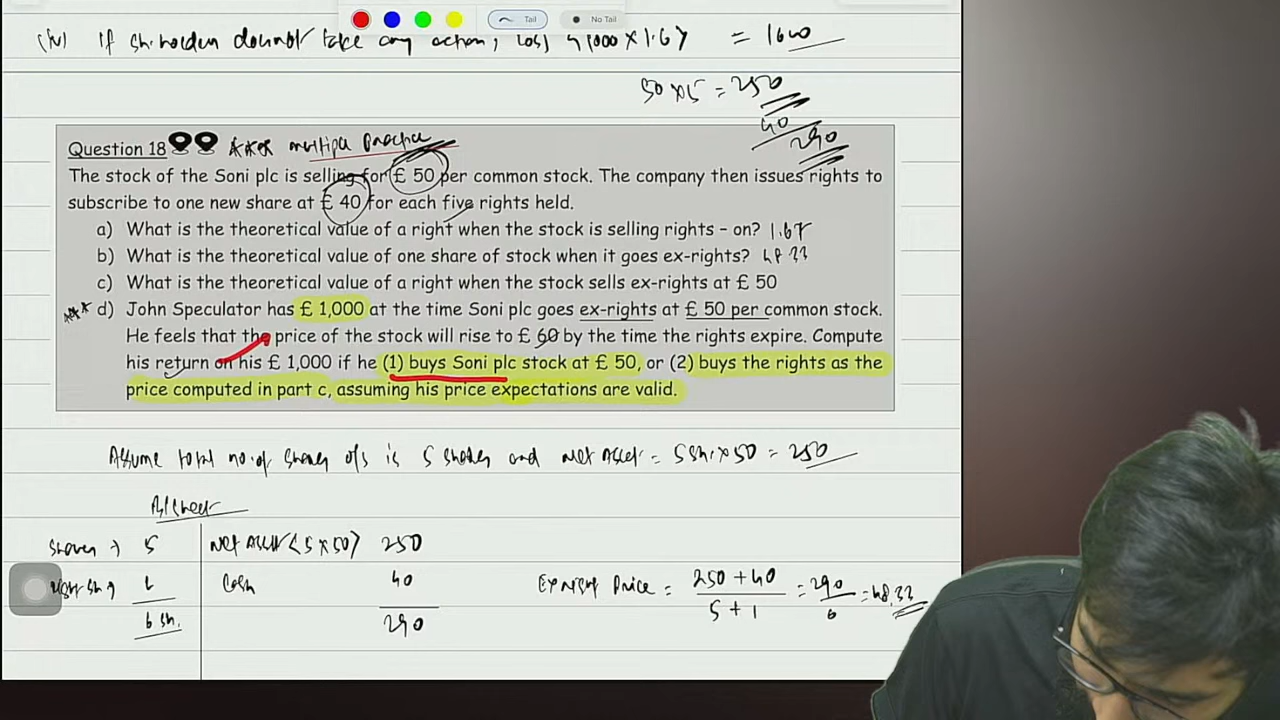 Tail No Tail
(iv) If sh.holder doesnot take any action, loss 1000 X 1.67 = 1600
50 X 5 = 250
40
290
Question 18 *** multiple Practice
The stock of the Soni plc is selling for £ 50 per common stock. The company then issues rights to
subscribe to one new share at £ 40 for each five rights held.
a) What is the theoretical value of a right when the stock is selling rights – on? 1.67
b) What is the theoretical value of one share of stock when it goes ex-rights? 48.33
c) What is the theoretical value of a right when the stock sells ex-rights at £ 50
*** d) John Speculator has £ 1,000 at the time Soni plc goes ex-rights at £ 50 per common stock.
He feels that the price of the stock will rise to £ 60 by the time the rights expire. Compute
his return on his £ 1,000 if he (1) buys Soni plc stock at £ 50, or (2) buys the rights as the
price computed in part c, assuming his price expectations are valid.
Assume total no. of shares o/s is 5 shares and Net Asset = 5 sh. X 50 = 250
B/Sheet
Shares → 5 Net Asset (5 X 50) 250
Right sh → 1 Cash 40
6 sh. 290
Exright Price = 250 + 40 / 5 + 1 = 290 / 6 = 48.33